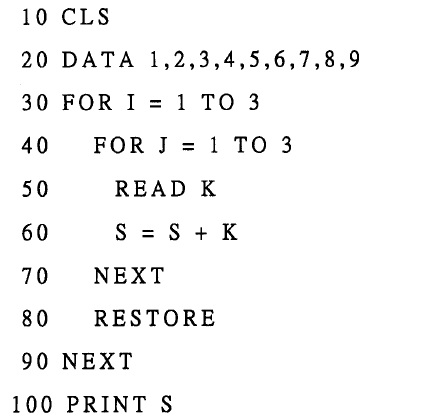 10 CLS
20 DATA 1,2,3,4,5,6,7,8,9
30 FOR I = 1 TO 3
40 FOR J = 1 TO 3
50 READ K
60 S = S + K
70 NEXT
80 RESTORE
90 NEXT
100 PRINT S